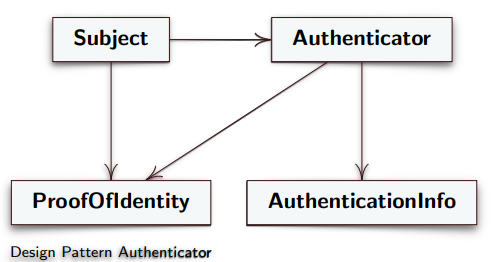 Subject
Authenticator
ProofOfIdentity
AuthenticationInfo
Design Pattern Authenticator